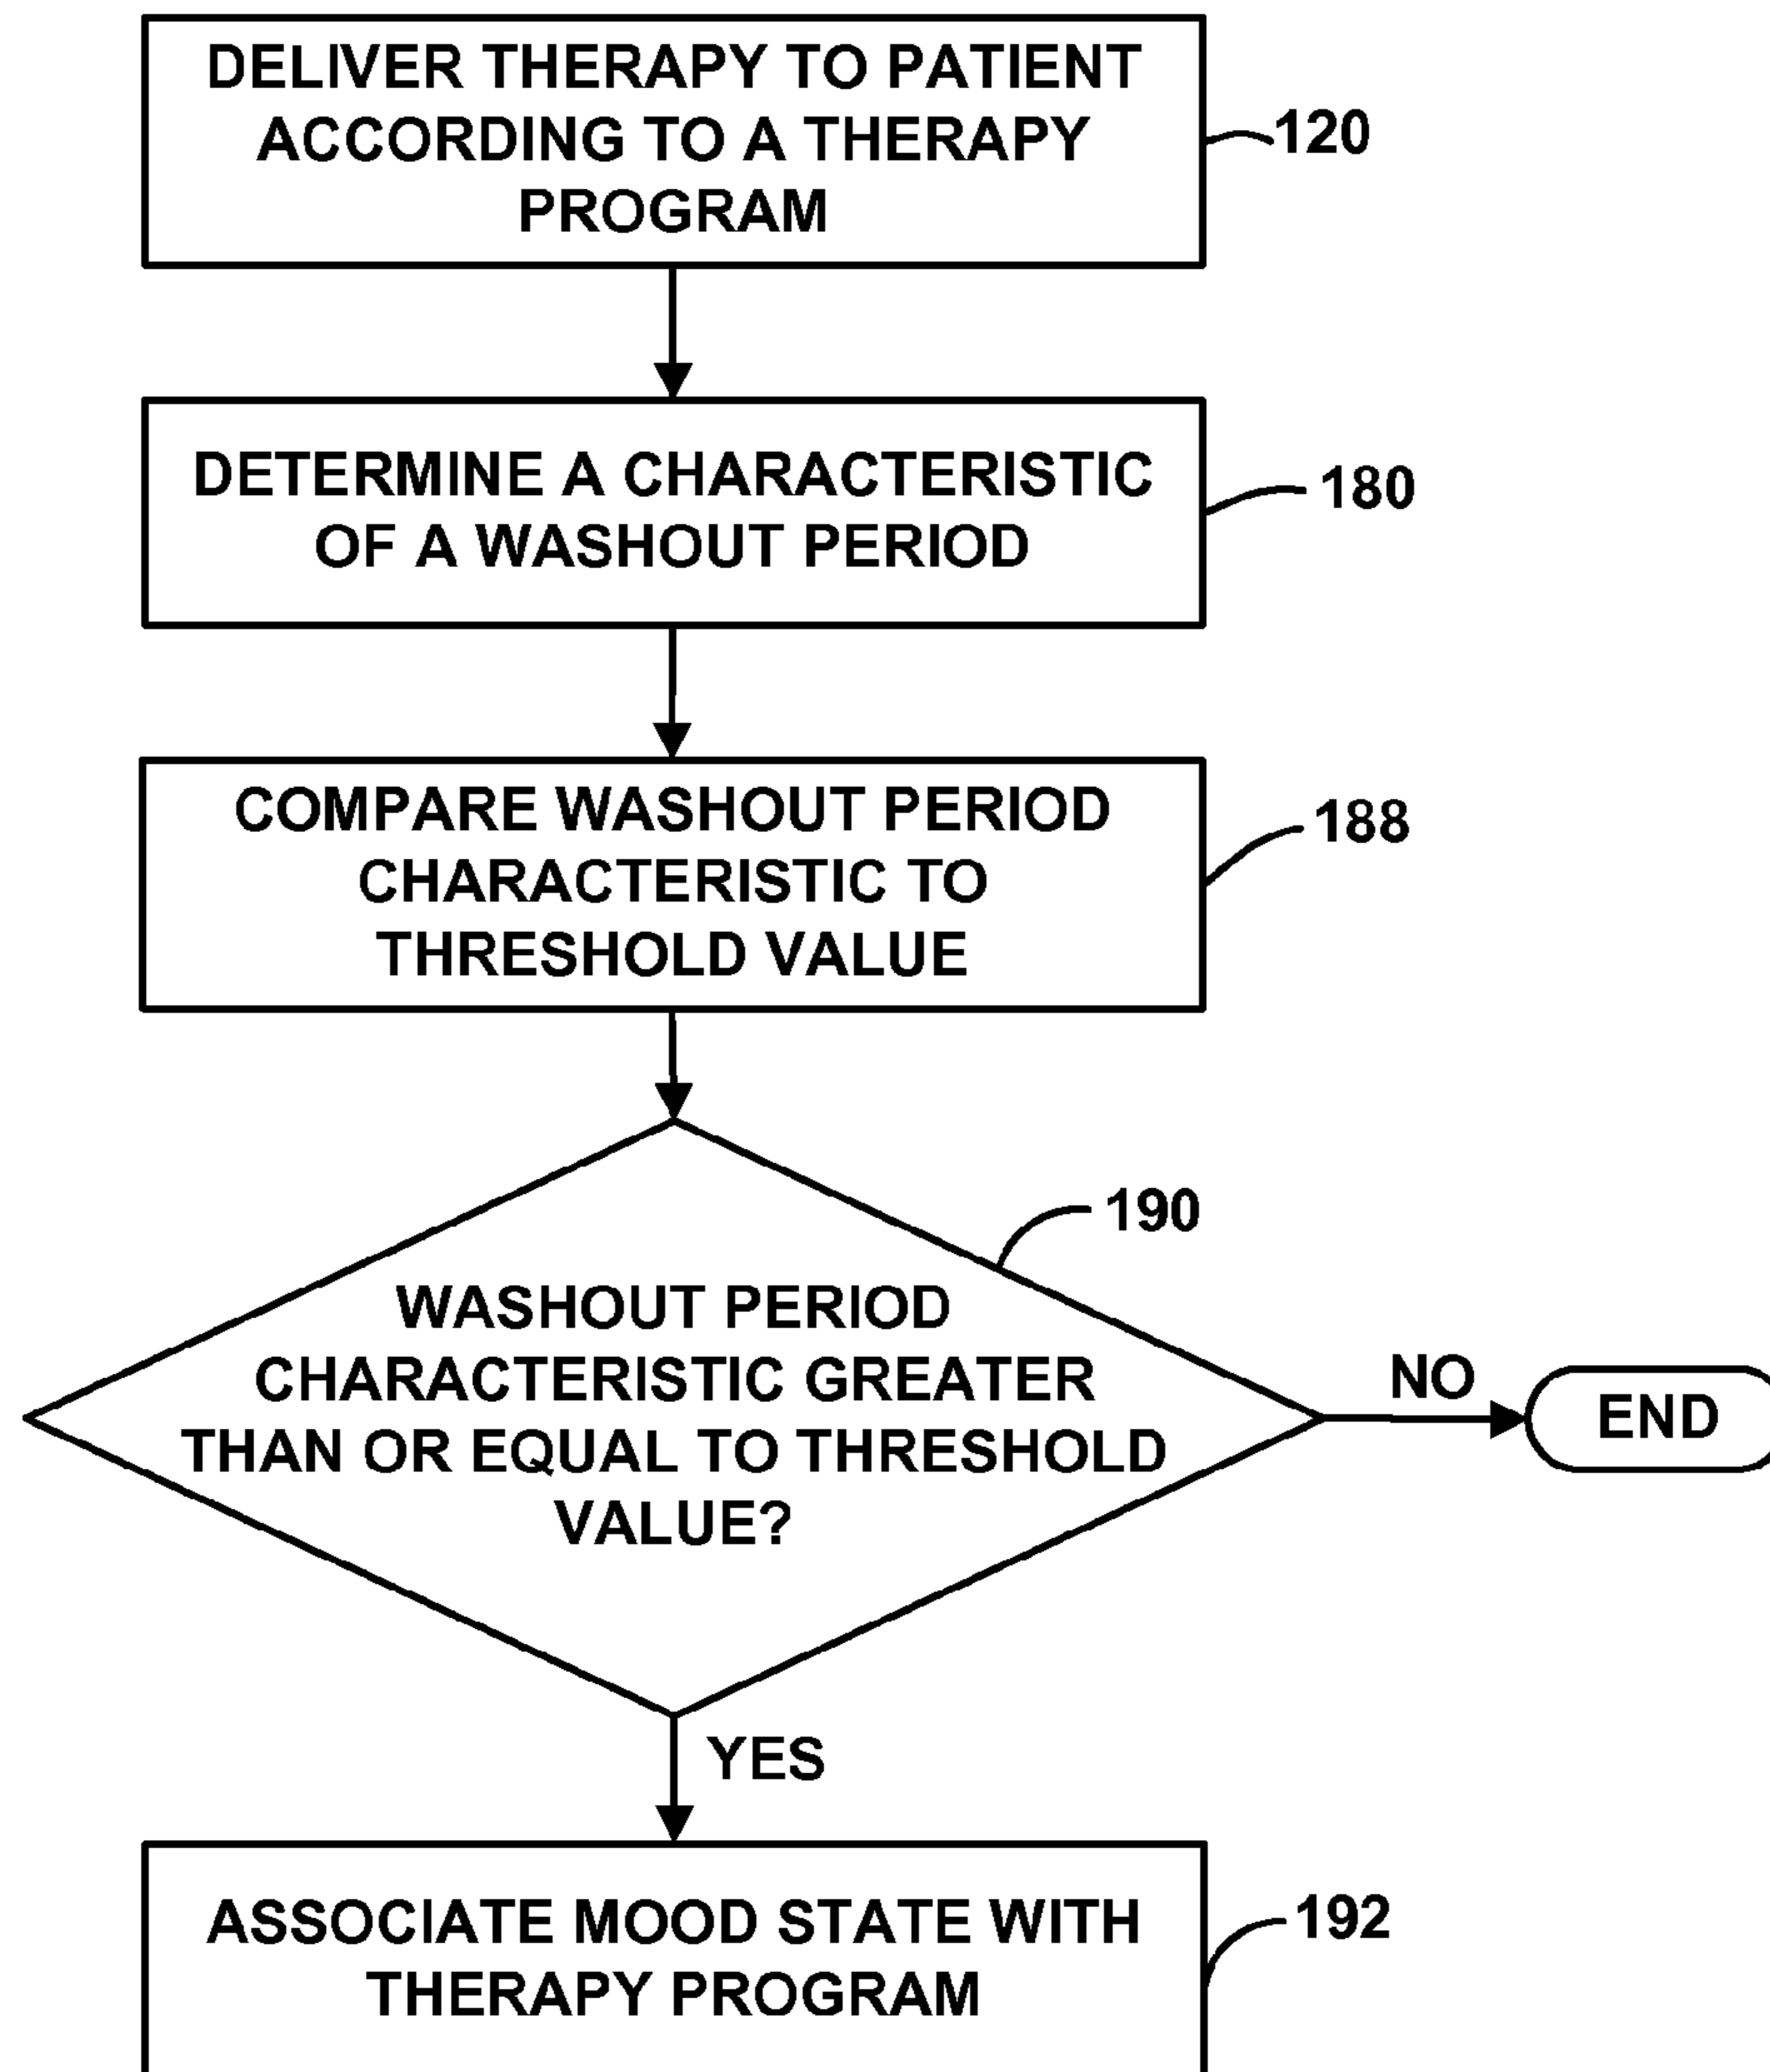 DELIVER THERAPY TO PATIENT
ACCORDING TO A THERAPY
PROGRAM
120
DETERMINE A CHARACTERISTIC
OF A WASHOUT PERIOD
180
COMPARE WASHOUT PERIOD
CHARACTERISTIC TO
THRESHOLD VALUE
188
190
WASHOUT PERIOD
CHARACTERISTIC GREATER
THAN OR EQUAL TO THRESHOLD
VALUE?
NO
END
YES
ASSOCIATE MOOD STATE WITH
THERAPY PROGRAM
192